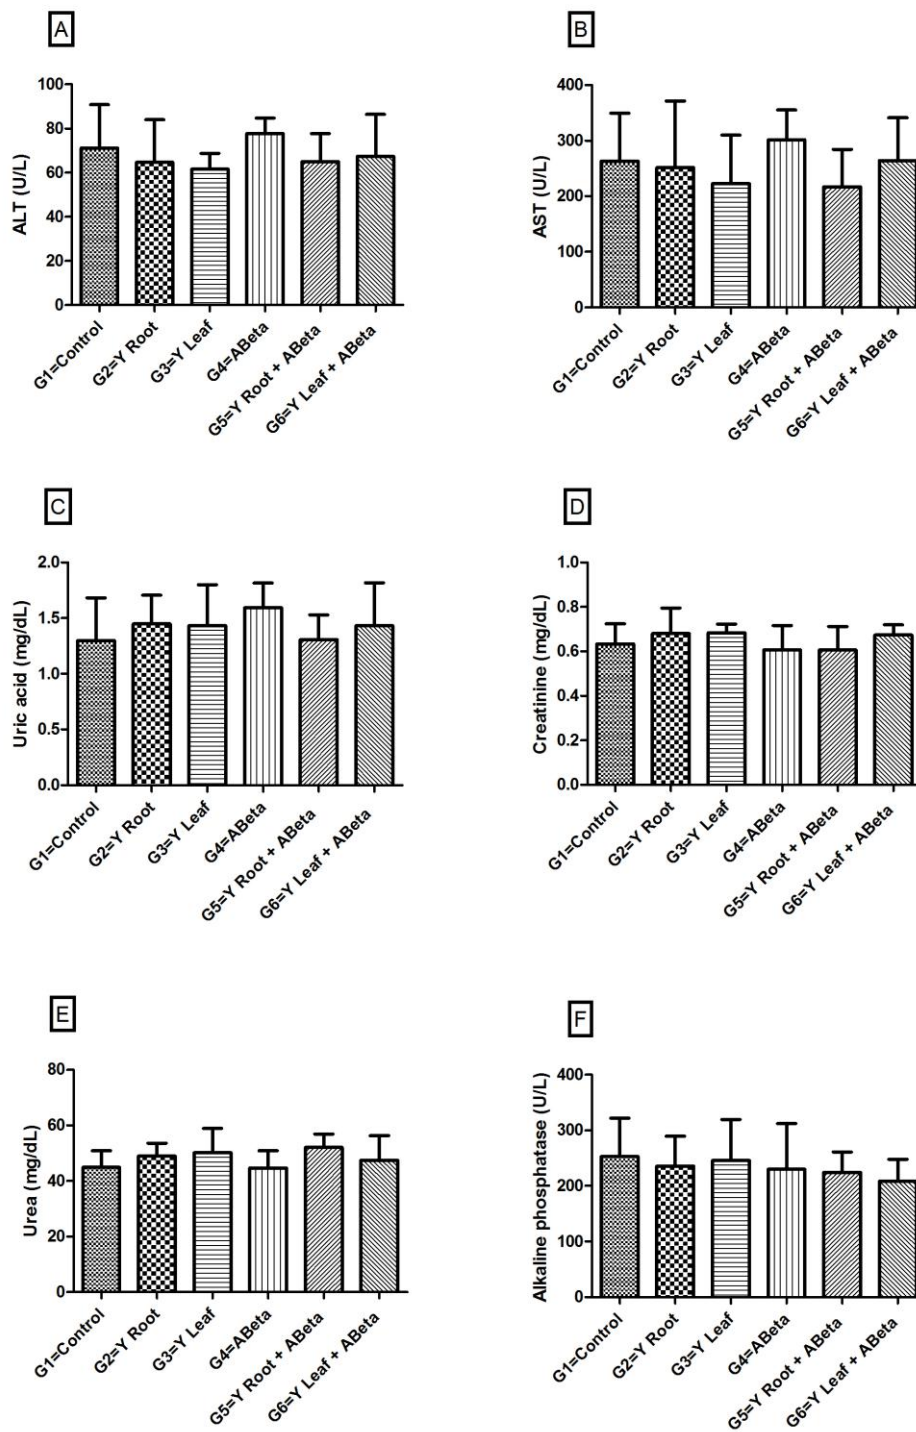 A
ALT (U/L)
100
80
60
40
20
0
G1=Control
G2=Y Root
G3=Y Leaf
G4=ABeta
G5=Y Root + ABeta
G6=Y Leaf + ABeta
B
AST (U/L)
400
300
200
100
0
G1=Control
G2=Y Root
G3=Y Leaf
G4=ABeta
G5=Y Root + ABeta
G6=Y Leaf + ABeta
C
Uric acid (mg/dL)
2.0
1.5
1.0
0.5
0.0
G1=Control
G2=Y Root
G3=Y Leaf
G4=ABeta
G5=Y Root + ABeta
G6=Y Leaf + ABeta
D
Creatinine (mg/dL)
1.0
0.8
0.6
0.4
0.2
0.0
G1=Control
G2=Y Root
G3=Y Leaf
G4=ABeta
G5=Y Root + ABeta
G6=Y Leaf + ABeta
E
Urea (mg/dL)
80
60
40
20
0
G1=Control
G2=Y Root
G3=Y Leaf
G4=ABeta
G5=Y Root + ABeta
G6=Y Leaf + ABeta
F
Alkaline phosphatase (U/L)
400
300
200
100
0
G1=Control
G2=Y Root
G3=Y Leaf
G4=ABeta
G5=Y Root + ABeta
G6=Y Leaf + ABeta